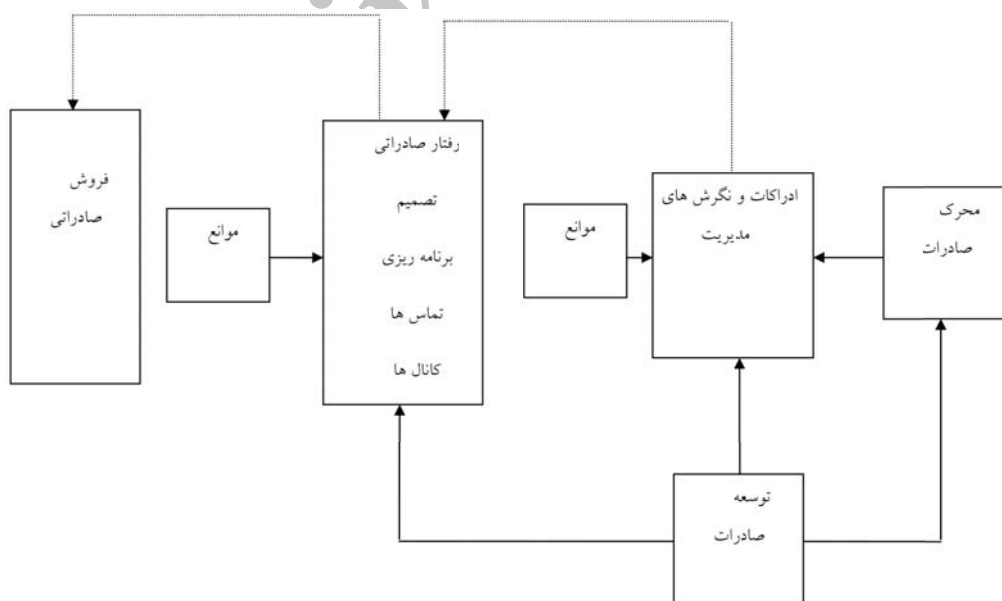 محرک
صادرات
ادراکات و نگرش های
مدیریت
موانع
رفتار صادراتی
تصمیم
برنامه ریزی
تماس ها
کانال ها
موانع
فروش
صادراتی
توسعه
صادرات